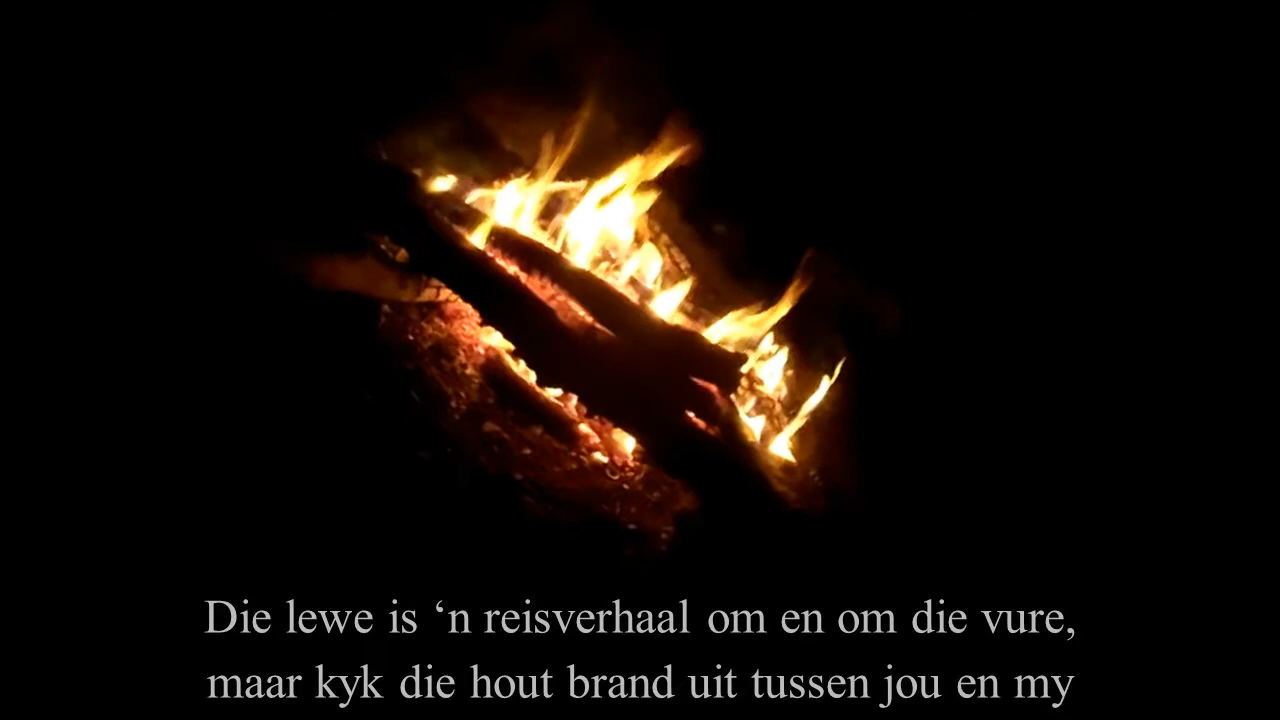 Die lewe is ‘n reisverhaal om en om die vure,
maar kyk die hout brand uit tussen jou en my